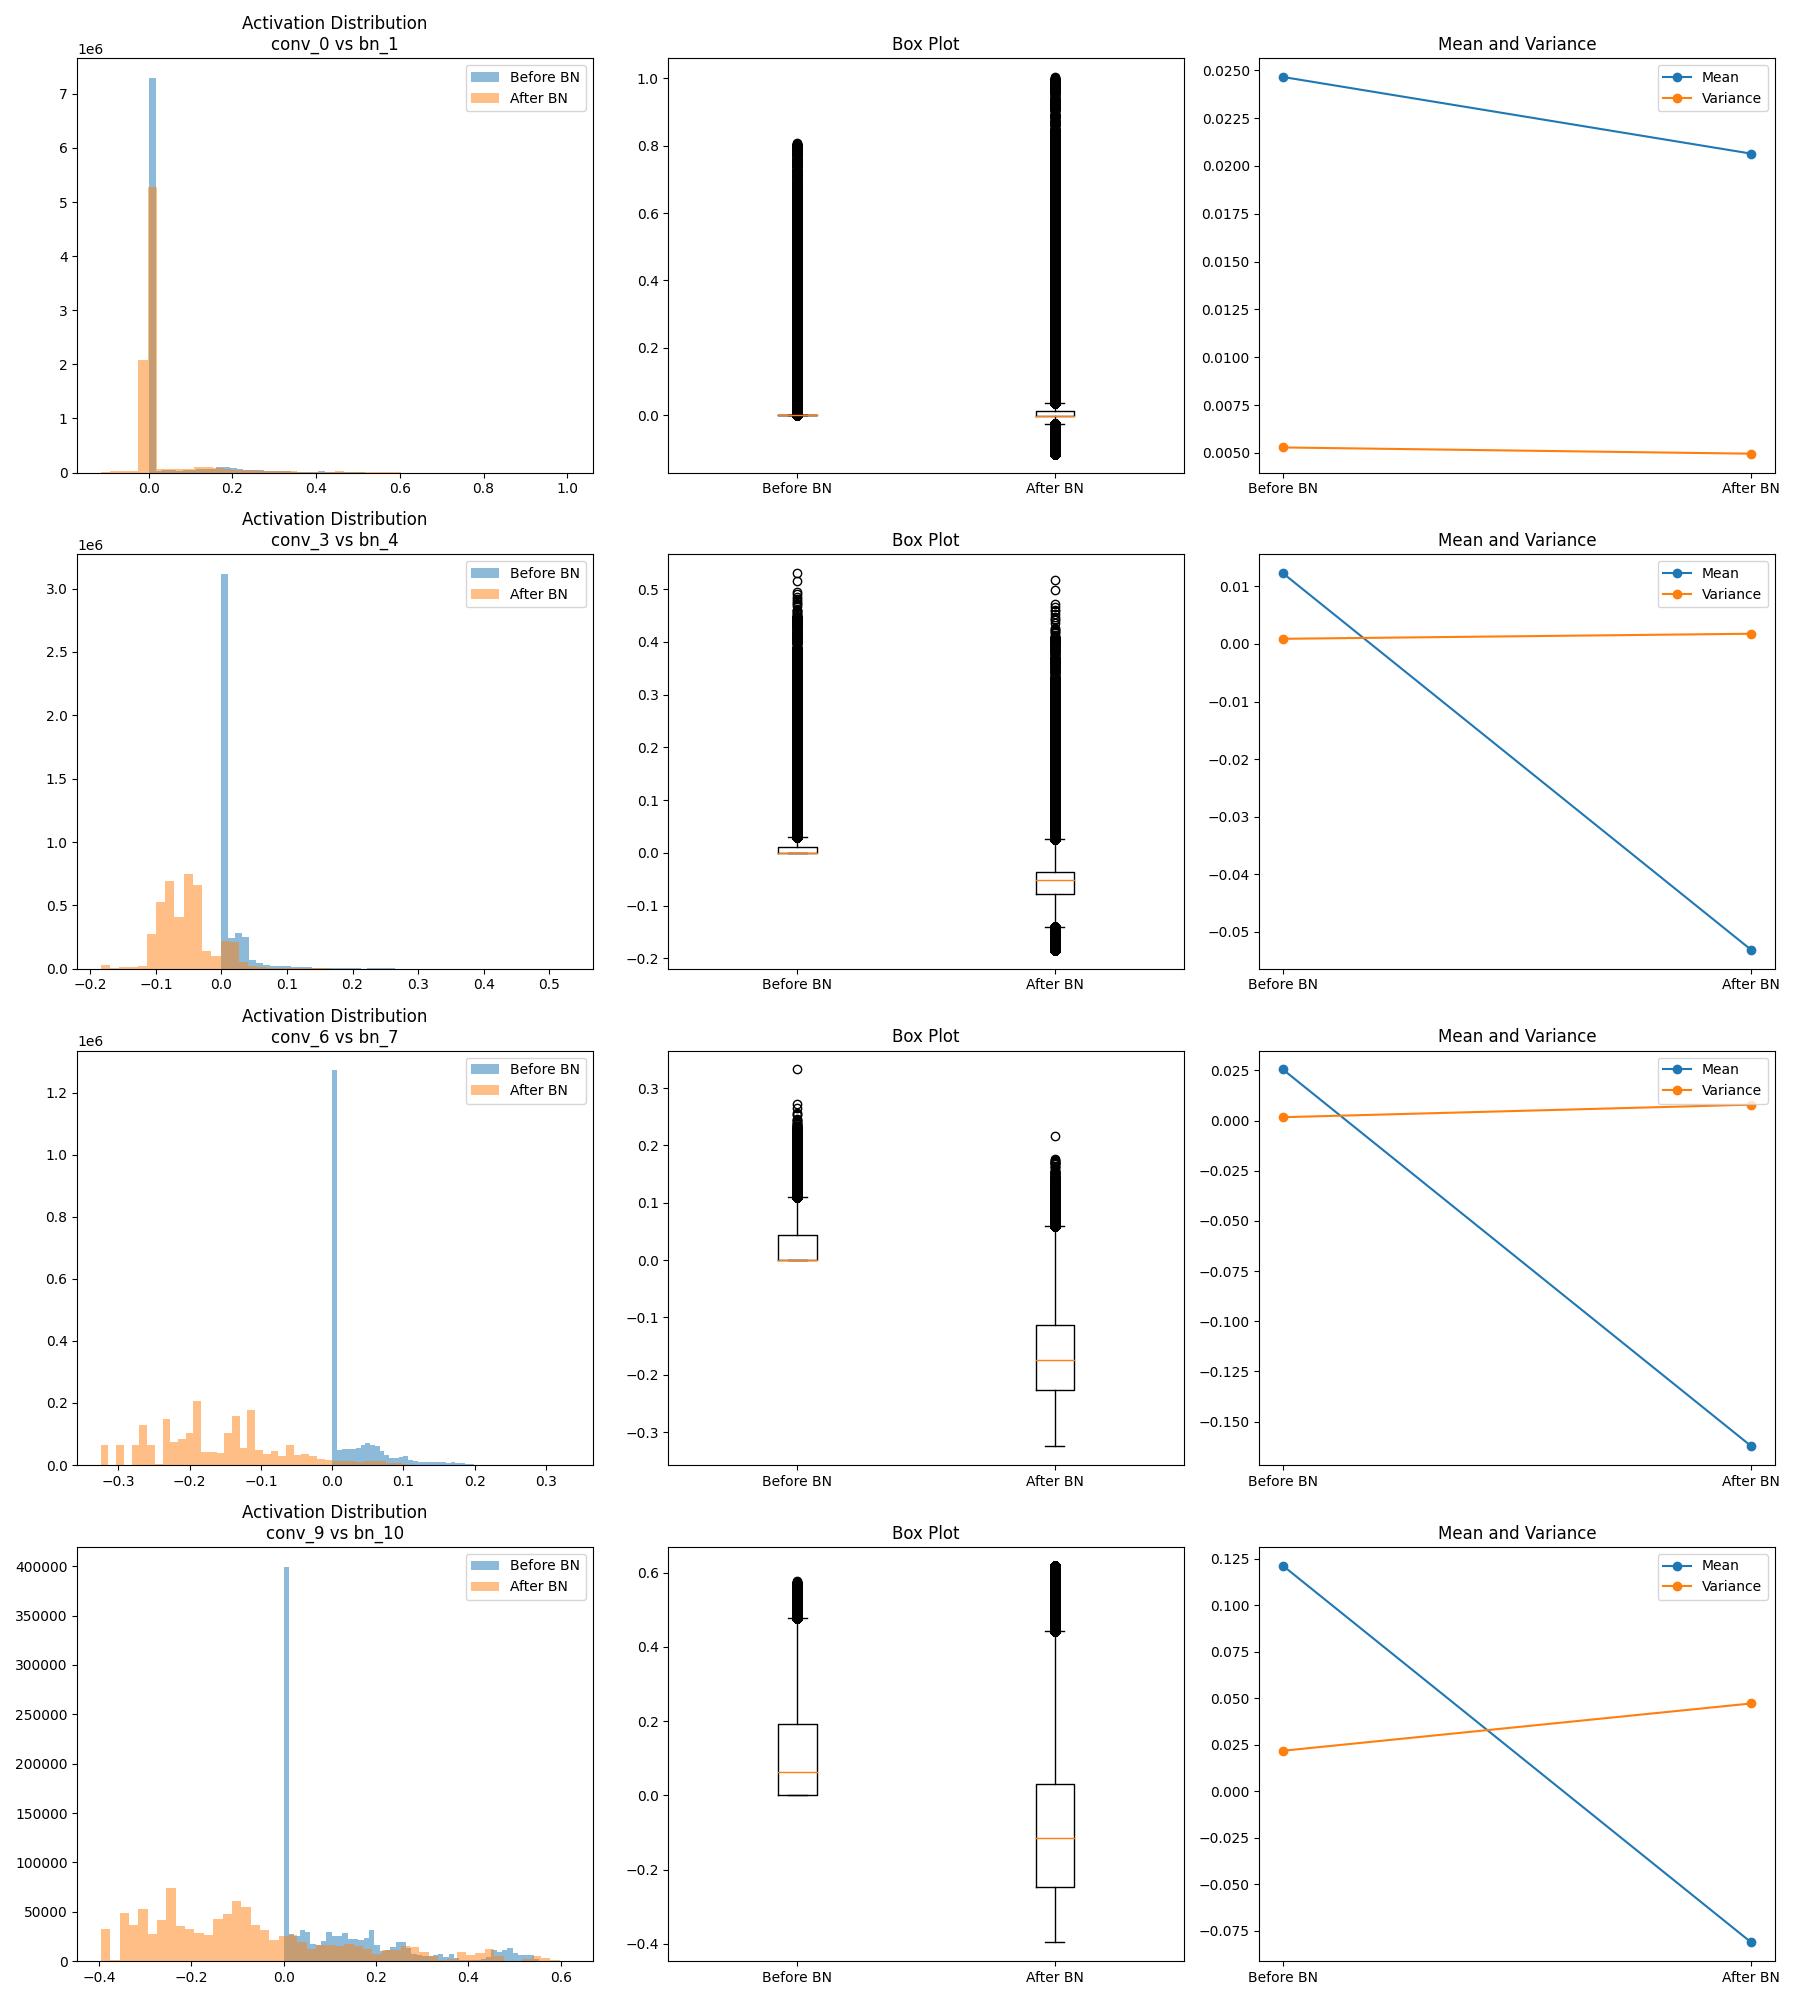 Activation Distribution
conv_0 vs bn_1
1e6
7
6
5
4
3
2
1
0
0.0 0.2 0.4 0.6 0.8 1.0
Before BN
After BN
Box Plot
1.0
0.8
0.6
0.4
0.2
0.0
Before BN After BN
Mean and Variance
0.0250
0.0225
0.0200
0.0175
0.0150
0.0125
0.0100
0.0075
0.0050
Before BN After BN
Mean
Variance
Activation Distribution
conv_3 vs bn_4
1e6
3.0
2.5
2.0
1.5
1.0
0.5
0.0
−0.2 −0.1 0.0 0.1 0.2 0.3 0.4 0.5
Before BN
After BN
Box Plot
0.5
0.4
0.3
0.2
0.1
0.0
−0.1
−0.2
Before BN After BN
Mean and Variance
0.01
0.00
−0.01
−0.02
−0.03
−0.04
−0.05
Before BN After BN
Mean
Variance
Activation Distribution
conv_6 vs bn_7
1e6
1.2
1.0
0.8
0.6
0.4
0.2
0.0
−0.3 −0.2 −0.1 0.0 0.1 0.2 0.3
Before BN
After BN
Box Plot
0.3
0.2
0.1
0.0
−0.1
−0.2
−0.3
Before BN After BN
Mean and Variance
0.025
0.000
−0.025
−0.050
−0.075
−0.100
−0.125
−0.150
Before BN After BN
Mean
Variance
Activation Distribution
conv_9 vs bn_10
400000
350000
300000
250000
200000
150000
100000
50000
0
−0.4 −0.2 0.0 0.2 0.4 0.6
Before BN
After BN
Box Plot
0.6
0.4
0.2
0.0
−0.2
−0.4
Before BN After BN
Mean and Variance
0.125
0.100
0.075
0.050
0.025
0.000
−0.025
−0.050
−0.075
Before BN After BN
Mean
Variance